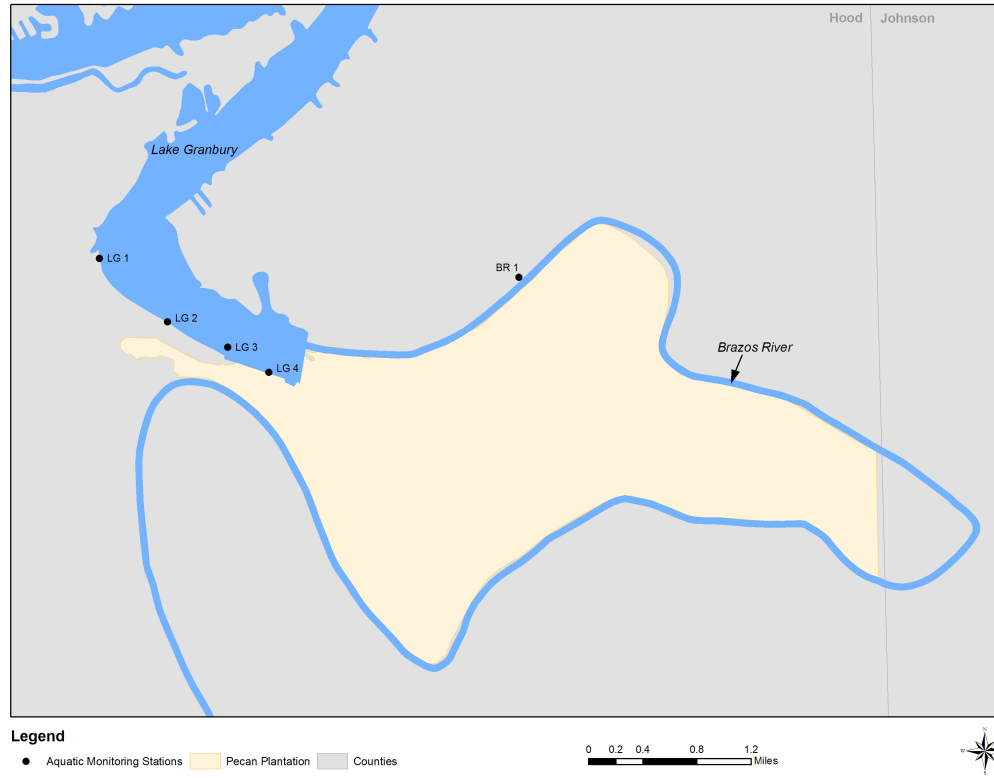 Hood Johnson
Lake Granbury
LG 1
BR 1
LG 2
LG 3
Brazos River
LG 4
Legend
Aquatic Monitoring Stations Pecan Plantation Counties
0 0.2 0.4 0.8 1.2
Miles
N
W
S